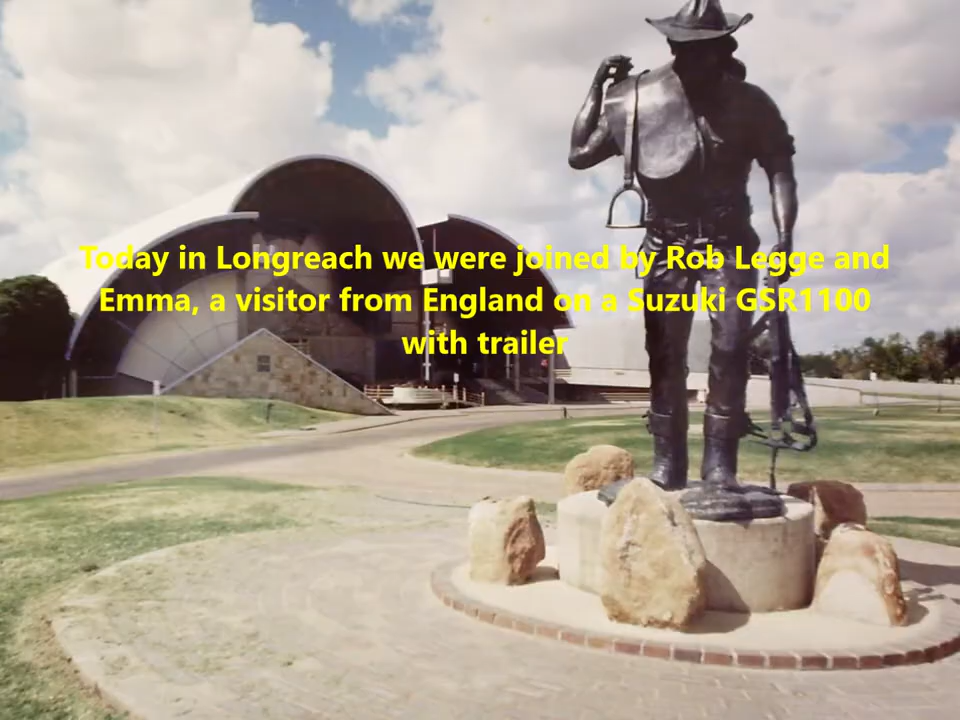 Today in Longreach we were joined by Rob Legge and
Emma, a visitor from England on a Suzuki GSR1100
with trailer